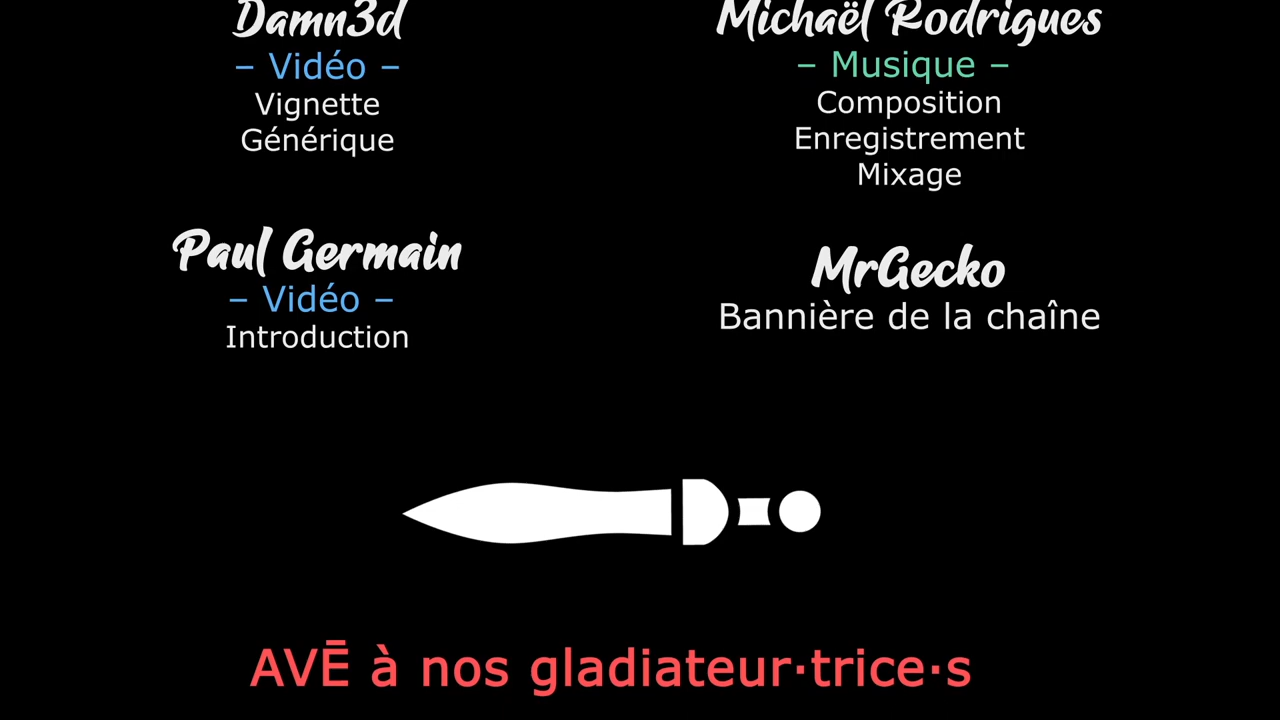 Damn3d
– Vidéo –
Vignette
Générique
Michaël Rodrigues
– Musique –
Composition
Enregistrement
Mixage
Paul Germain
– Vidéo –
Introduction
MrGecko
Bannière de la chaîne
AVĒ à nos gladiateur·trice·s